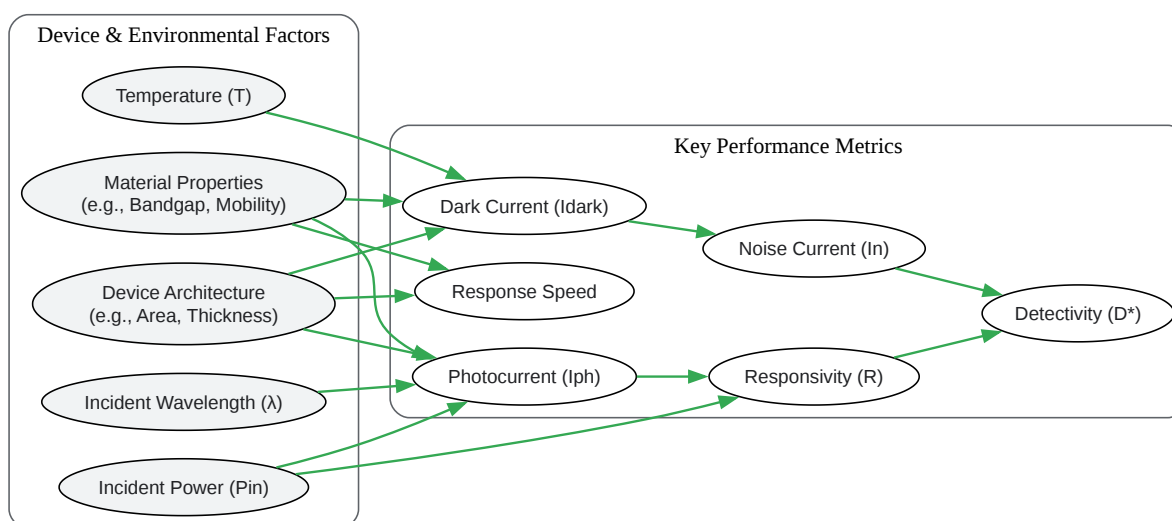 Device & Environmental Factors
Temperature (T)
Material Properties
(e.g., Bandgap, Mobility)
Device Architecture
(e.g., Area, Thickness)
Incident Wavelength (λ)
Incident Power (Pin)
Key Performance Metrics
Dark Current (Idark)
Response Speed
Photocurrent (Iph)
Noise Current (In)
Responsivity (R)
Detectivity (D*)